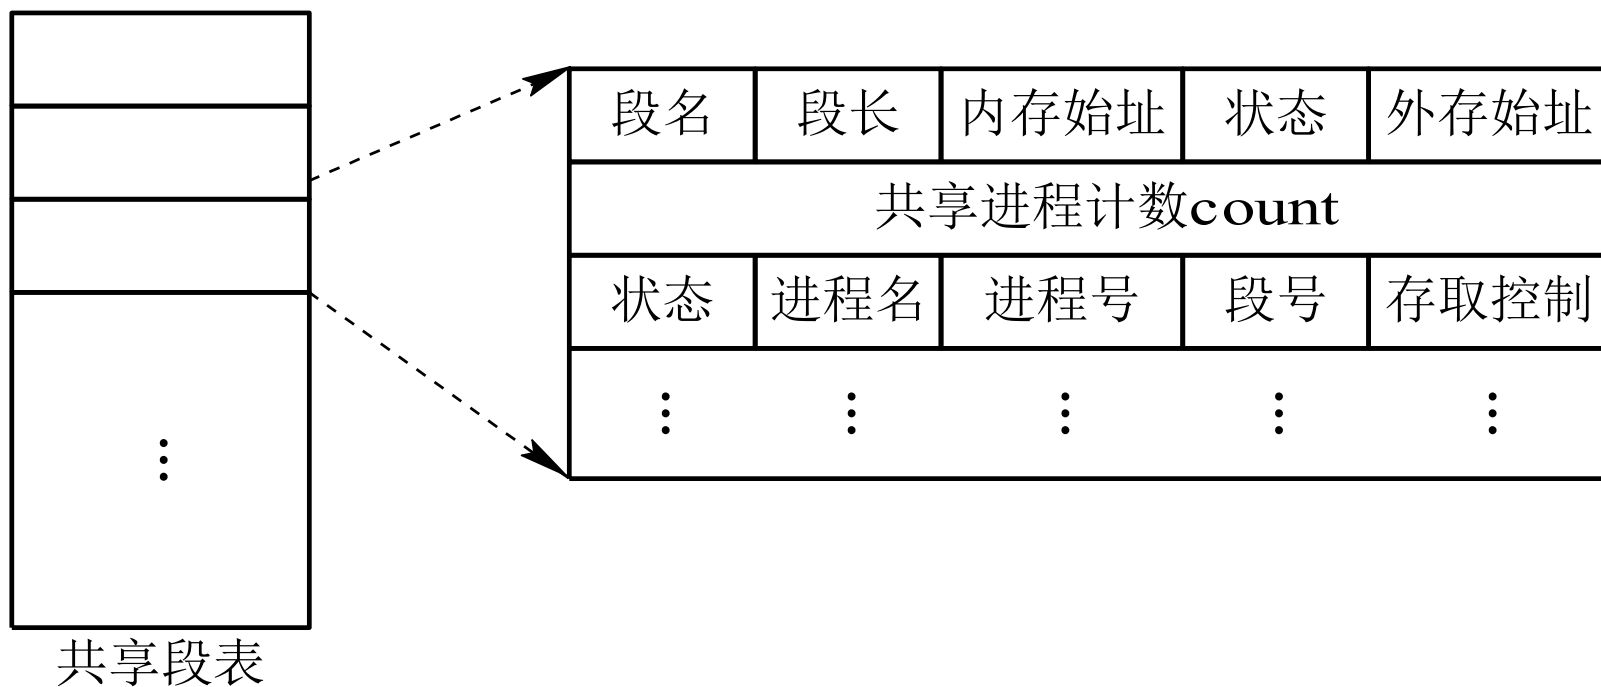 段名 段长 内存始址 状态 外存始址
共享进程计数count
状态 进程名 进程号 段号 存取控制
共享段表